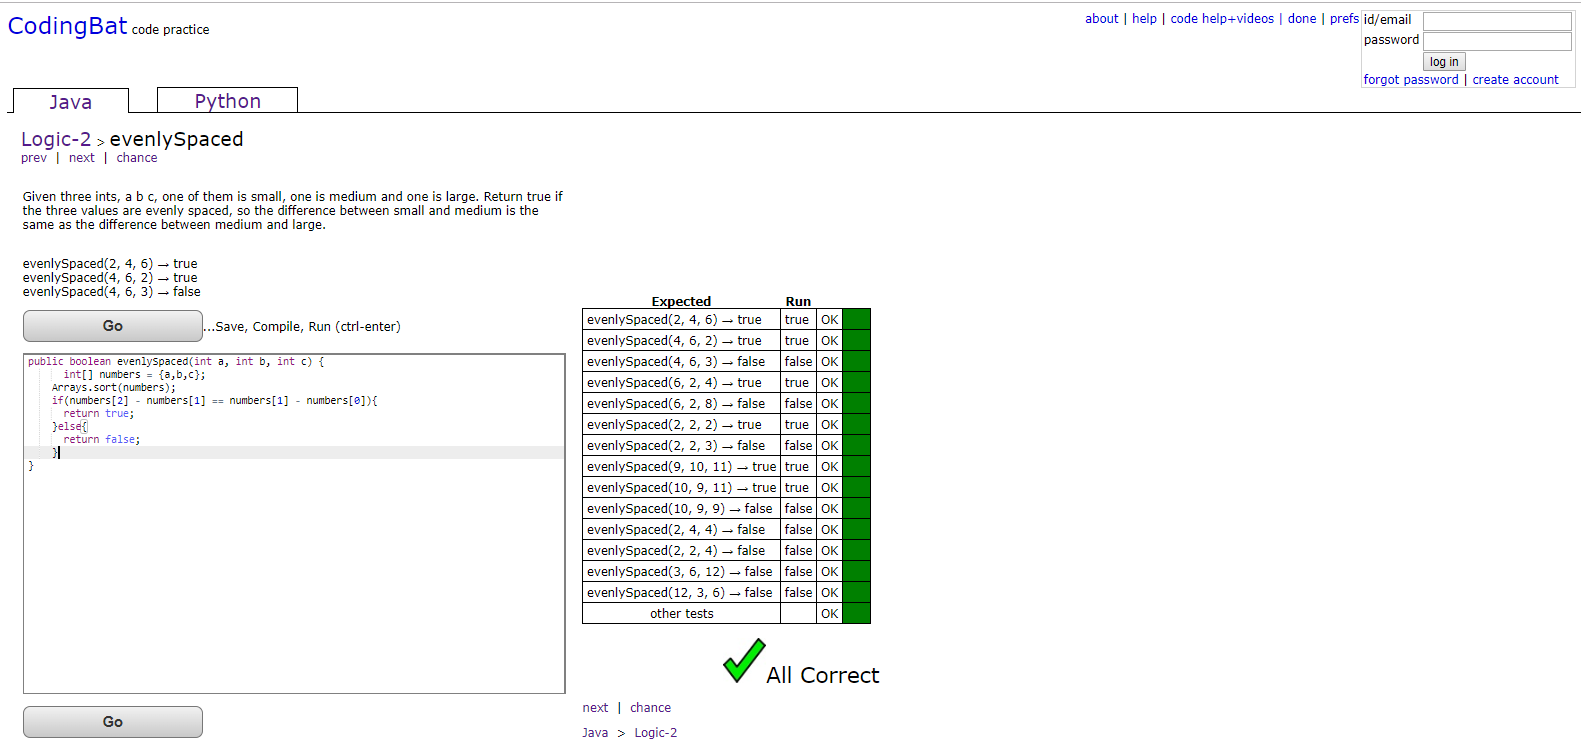 CodingBat code practice
about | help | code help+videos | done | prefs
id/email
password
log in
forgot password | create account
Java
Python
Logic-2 > evenlySpaced
prev | next | chance
Given three ints, a b c, one of them is small, one is medium and one is large. Return true if
the three values are evenly spaced, so the difference between small and medium is the
same as the difference between medium and large.
evenlySpaced(2, 4, 6) → true
evenlySpaced(4, 6, 2) → true
evenlySpaced(4, 6, 3) → false
Go
...Save, Compile, Run (ctrl-enter)
public boolean evenlySpaced(int a, int b, int c) {
int[] numbers = {a,b,c};
Arrays.sort(numbers);
if(numbers[2] - numbers[1] == numbers[1] - numbers[0]){
return true;
}else{
return false;
}
}
Go
Expected Run
evenlySpaced(2, 4, 6) → true true OK
evenlySpaced(4, 6, 2) → true true OK
evenlySpaced(4, 6, 3) → false false OK
evenlySpaced(6, 2, 4) → true true OK
evenlySpaced(6, 2, 8) → false false OK
evenlySpaced(2, 2, 2) → true true OK
evenlySpaced(2, 2, 3) → false false OK
evenlySpaced(9, 10, 11) → true true OK
evenlySpaced(10, 9, 11) → true true OK
evenlySpaced(10, 9, 9) → false false OK
evenlySpaced(2, 4, 4) → false false OK
evenlySpaced(2, 2, 4) → false false OK
evenlySpaced(3, 6, 12) → false false OK
evenlySpaced(12, 3, 6) → false false OK
other tests OK
All Correct
next | chance
Java > Logic-2